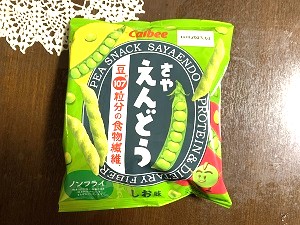 Calbee
PEA SNACK SAYAENDO
PROTEIN & DIETARY FIBER
さや
えんどう
豆107粒分の食物繊維
ノンフライ
しお味